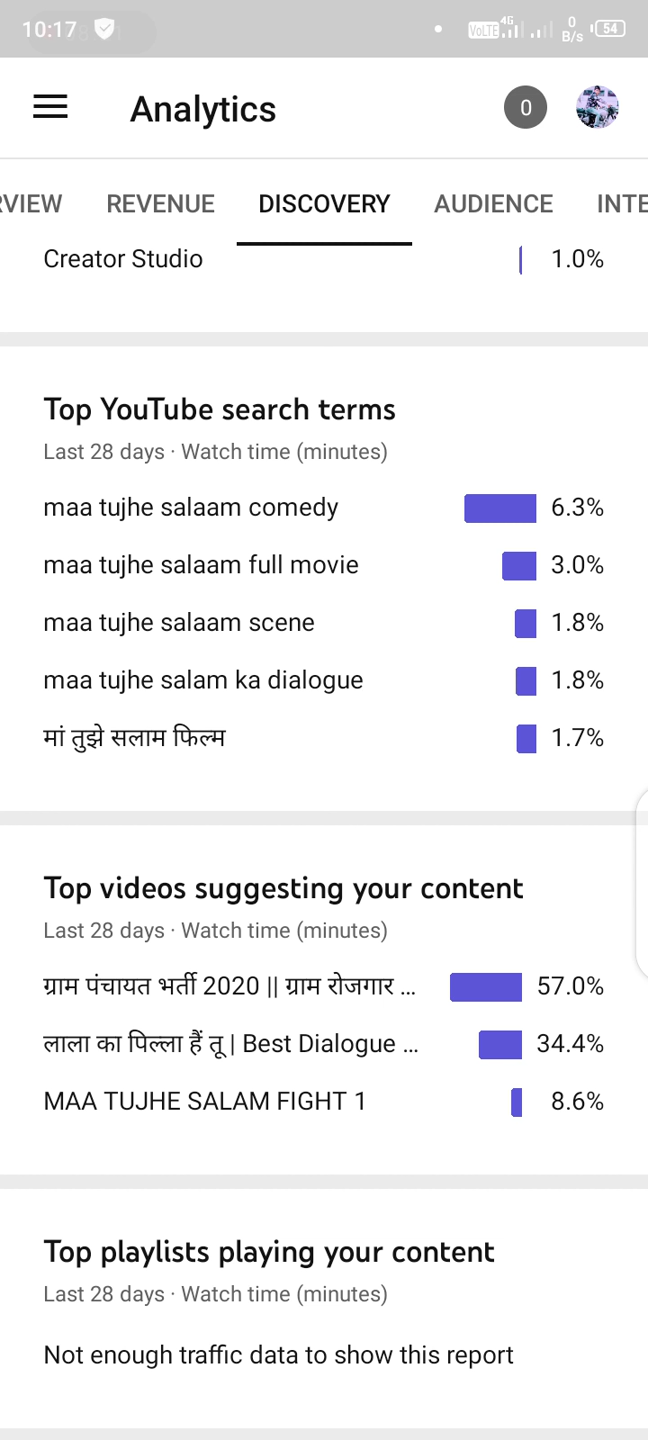 10:17
VoLTE 4G 0 B/s 54
Analytics 0
RVIEW REVENUE DISCOVERY AUDIENCE INTE
Creator Studio 1.0%
Top YouTube search terms
Last 28 days · Watch time (minutes)
maa tujhe salaam comedy 6.3%
maa tujhe salaam full movie 3.0%
maa tujhe salaam scene 1.8%
maa tujhe salam ka dialogue 1.8%
मां तुझे सलाम फिल्म 1.7%
Top videos suggesting your content
Last 28 days · Watch time (minutes)
ग्राम पंचायत भर्ती 2020 || ग्राम रोजगार ... 57.0%
लाला का पिल्ला हैं तू | Best Dialogue ... 34.4%
MAA TUJHE SALAM FIGHT 1 8.6%
Top playlists playing your content
Last 28 days · Watch time (minutes)
Not enough traffic data to show this report